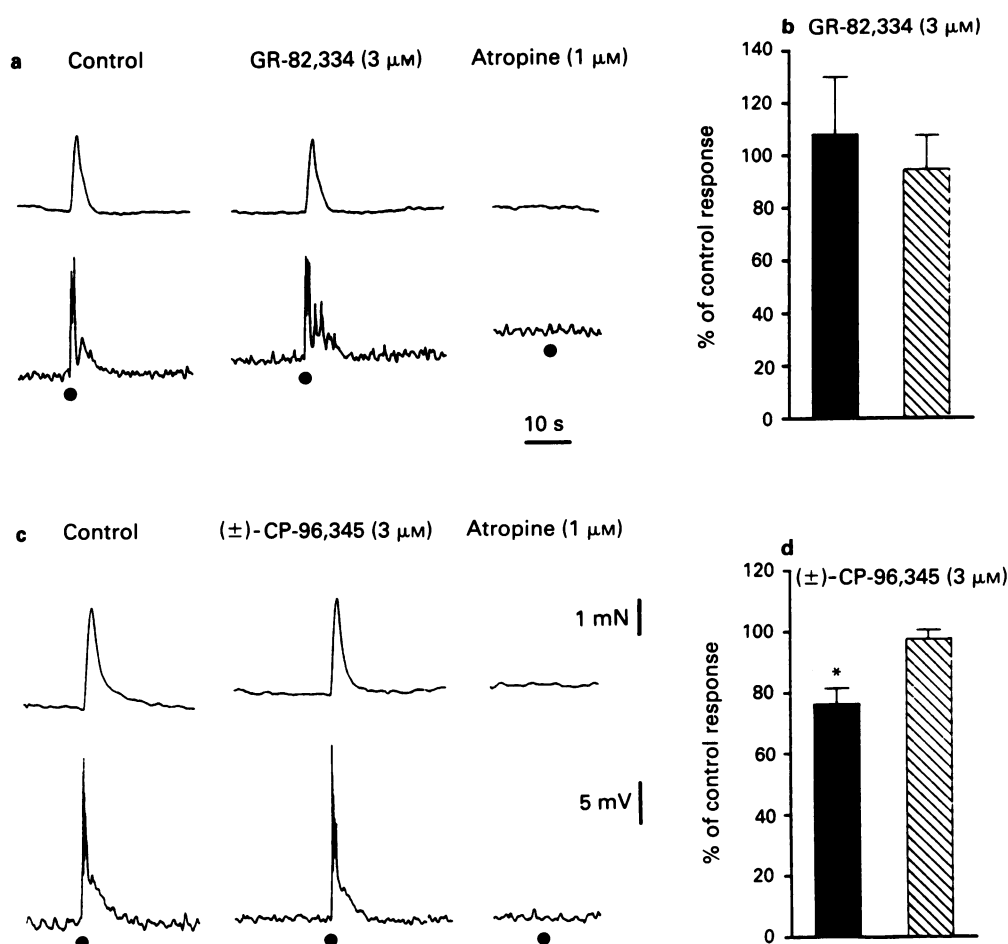 a Control GR-82,334 (3 μM) Atropine (1 μM)
10 s
b GR-82,334 (3 μM)
% of control response
140
120
100
80
60
40
20
0
c Control (±)-CP-96,345 (3 μM) Atropine (1 μM)
1 mN
5 mV
d
(±)-CP-96,345 (3 μM)
% of control response
120
100
80
60
40
20
0
*